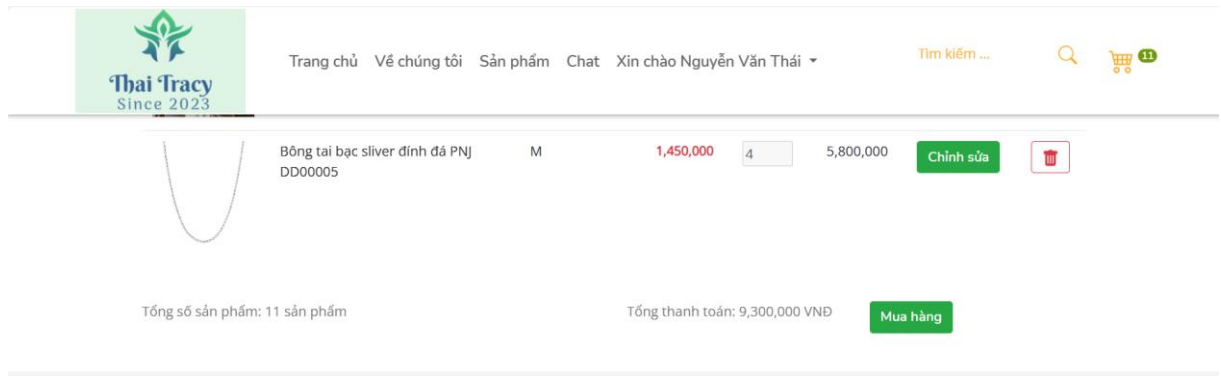 Thai Tracy
Since 2023
Trang chủ Về chúng tôi Sản phẩm Chat Xin chào Nguyễn Văn Thái
Tìm kiếm ...
11
Bông tai bạc sliver đính đá PNJ M 1,450,000 4 5,800,000 Chỉnh sửa
DD00005
Tổng số sản phẩm: 11 sản phẩm Tổng thanh toán: 9,300,000 VNĐ Mua hàng